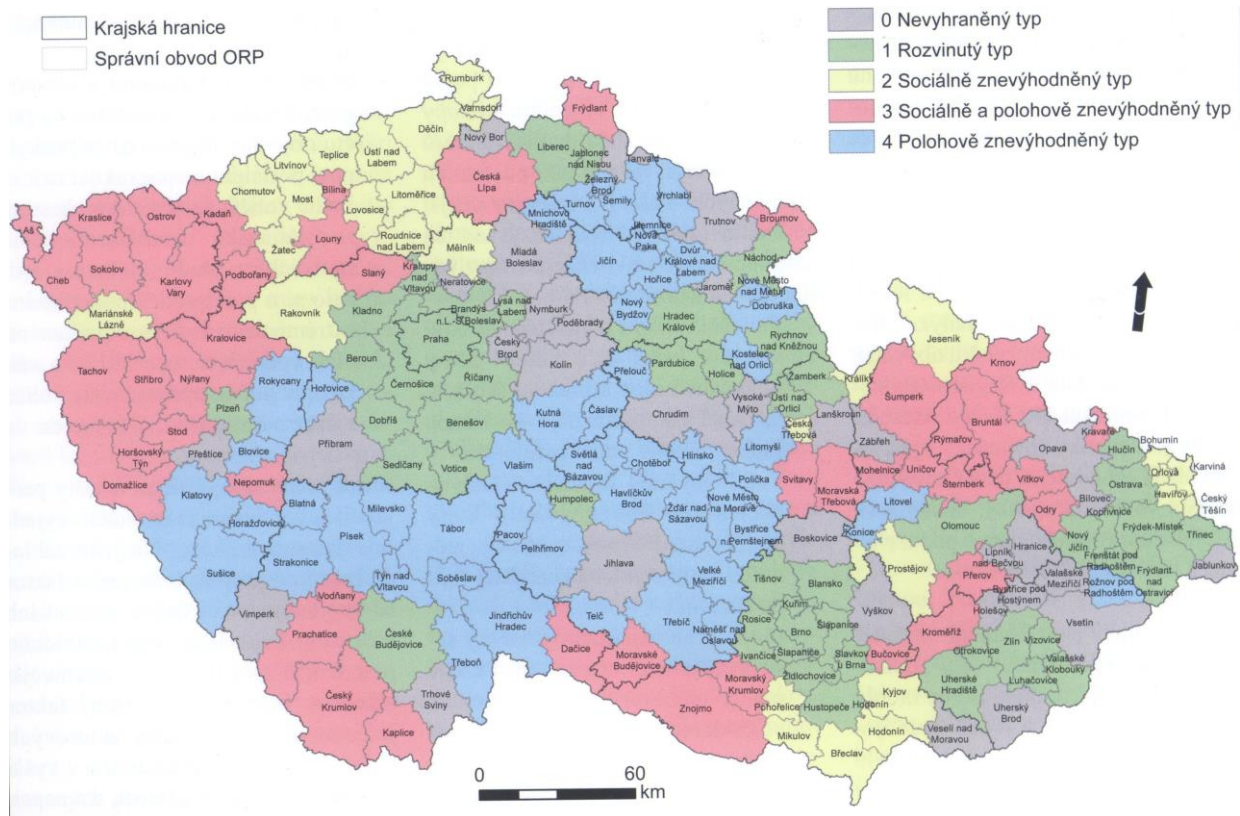 Krajská hranice
Správní obvod ORP
0 Nevyhraněný typ
1 Rozvinutý typ
2 Sociálně znevýhodněný typ
3 Sociálně a polohově znevýhodněný typ
4 Polohově znevýhodněný typ
Rumburk
Varnsdorf
Děčín
Nový Bor
Frýdlant
Liberec
Jablonec
nad Nisou
Tanvald
Teplice
Ústí nad
Labem
Litvínov
Chomutov
Most
Bílina
Litoměřice
Lovosice
Roudnice
nad Labem
Česká
Lípa
Železný
Brod
Semily
Turnov
Vrchlabí
Jilemnice
Nová
Paka
Trutnov
Broumov
Mnichovo
Hradiště
Mladá
Boleslav
Jičín
Dvůr
Králové nad
Labem
Hořice
Jaroměř
Náchod
Nové Město
nad Metují
Dobruška
Aš
Kraslice
Ostrov
Kadaň
Cheb
Sokolov
Karlovy
Vary
Podbořany
Žatec
Louny
Slaný
Mělník
Kralupy
nad
Vltavou
Neratovice
Mariánské
Lázně
Rakovník
Kladno
Brandýs
n.L.-S.Boleslav
Lysá nad
Labem
Nymburk
Poděbrady
Nový
Bydžov
Hradec
Králové
Praha
Český
Brod
Kolín
Kralovice
Beroun
Černošice
Říčany
Tachov
Stříbro
Nýřany
Plzeň
Rokycany
Hořovice
Dobříš
Benešov
Kutná
Hora
Čáslav
Přelouč
Pardubice
Holice
Kostelec
nad Orlicí
Rychnov
nad Kněžnou
Žamberk
Králíky
Ústí nad
Orlicí
Vysoké
Mýto
Chrudim
Česká
Třebová
Lanškroun
Litomyšl
Jeseník
Šumperk
Zábřeh
Krnov
Bruntál
Rýmařov
Stod
Horšovský
Týn
Domažlice
Přeštice
Blovice
Nepomuk
Příbram
Sedlčany
Votice
Vlašim
Světlá
nad
Sázavou
Chotěboř
Hlinsko
Polička
Svitavy
Moravská
Třebová
Mohelnice
Uničov
Šternberk
Litovel
Konice
Olomouc
Opava
Kravaře
Hlučín
Bohumín
Karviná
Orlová
Havířov
Český
Těšín
Ostrava
Vítkov
Odry
Bílovec
Kopřivnice
Nový
Jičín
Frýdek-Místek
Třinec
Frenštát pod
Radhoštěm
Frýdlant
nad
Ostravicí
Jablunkov
Rožnov pod
Radhoštěm
Klatovy
Horažďovice
Sušice
Blatná
Strakonice
Písek
Milevsko
Tábor
Pacov
Pelhřimov
Humpolec
Havlíčkův
Brod
Žďár nad
Sázavou
Nové Město
na Moravě
Bystřice
n.Pernštejnem
Boskovice
Prostějov
Přerov
Lipník
nad
Bečvou
Hranice
Valašské
Meziříčí
Bystřice pod
Hostýnem
Holešov
Vsetín
Jihlava
Velké
Meziříčí
Týn nad
Vltavou
Soběslav
Vodňany
Vimperk
Prachatice
České
Budějovice
Jindřichův
Hradec
Třeboň
Trhové
Sviny
Český
Krumlov
Kaplice
Telč
Dačice
Třebíč
Náměšť nad
Oslavou
Moravské
Budějovice
Moravský
Krumlov
Znojmo
Tišnov
Blansko
Kuřim
Rosice
Brno
Šlapanice
Šlapanice
Ivančice
Židlochovice
Slavkov
u Brna
Vyškov
Bučovice
Kroměříž
Otrokovice
Zlín
Vizovice
Luhačovice
Valašské
Klobouky
Uherské
Hradiště
Uherský
Brod
Veselí nad
Moravou
Kyjov
Hodonín
Hodonín
Pohořelice
Hustopeče
Mikulov
Břeclav
0
60
km